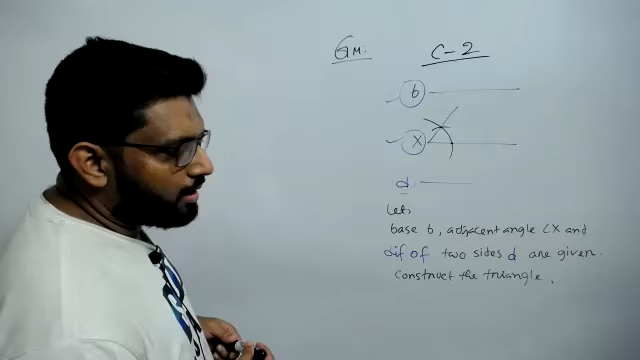 GM. C-2
b
X
d.
Let,
base b, adjacent angle ∠X and
dif of two sides d are given.
Construct the triangle.